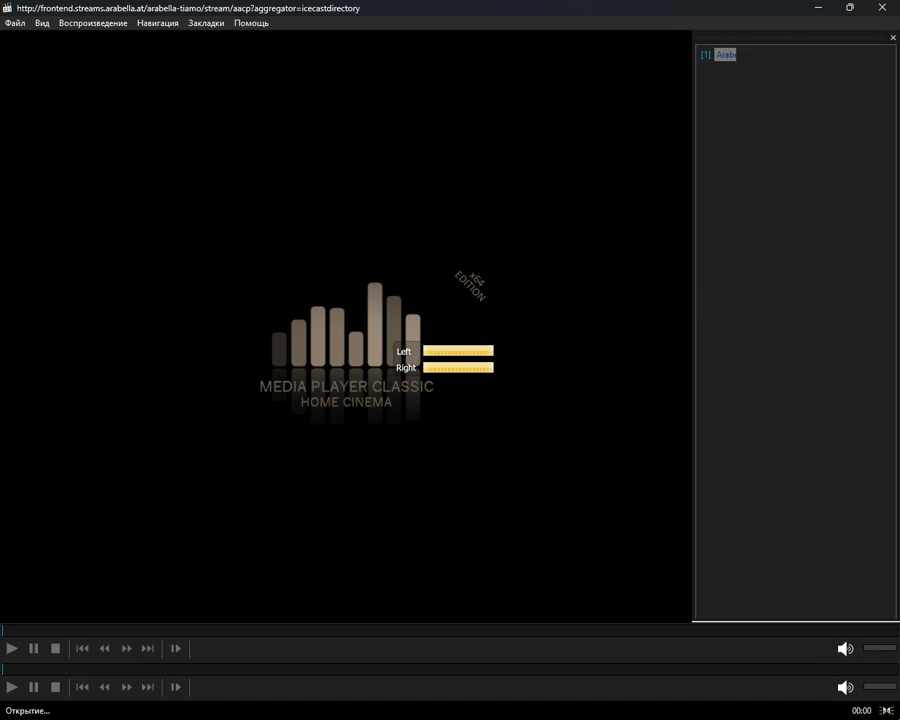 http://frontend.streams.arabella.at/arabella-tiamo/stream/aacp?aggregator=icecastdirectory
Файл Вид Воспроизведение Навигация Закладки Помощь
[1] Arab
x64
EDITION
Left
Right
MEDIA PLAYER CLASSIC
HOME CINEMA
Открытие... 00:00